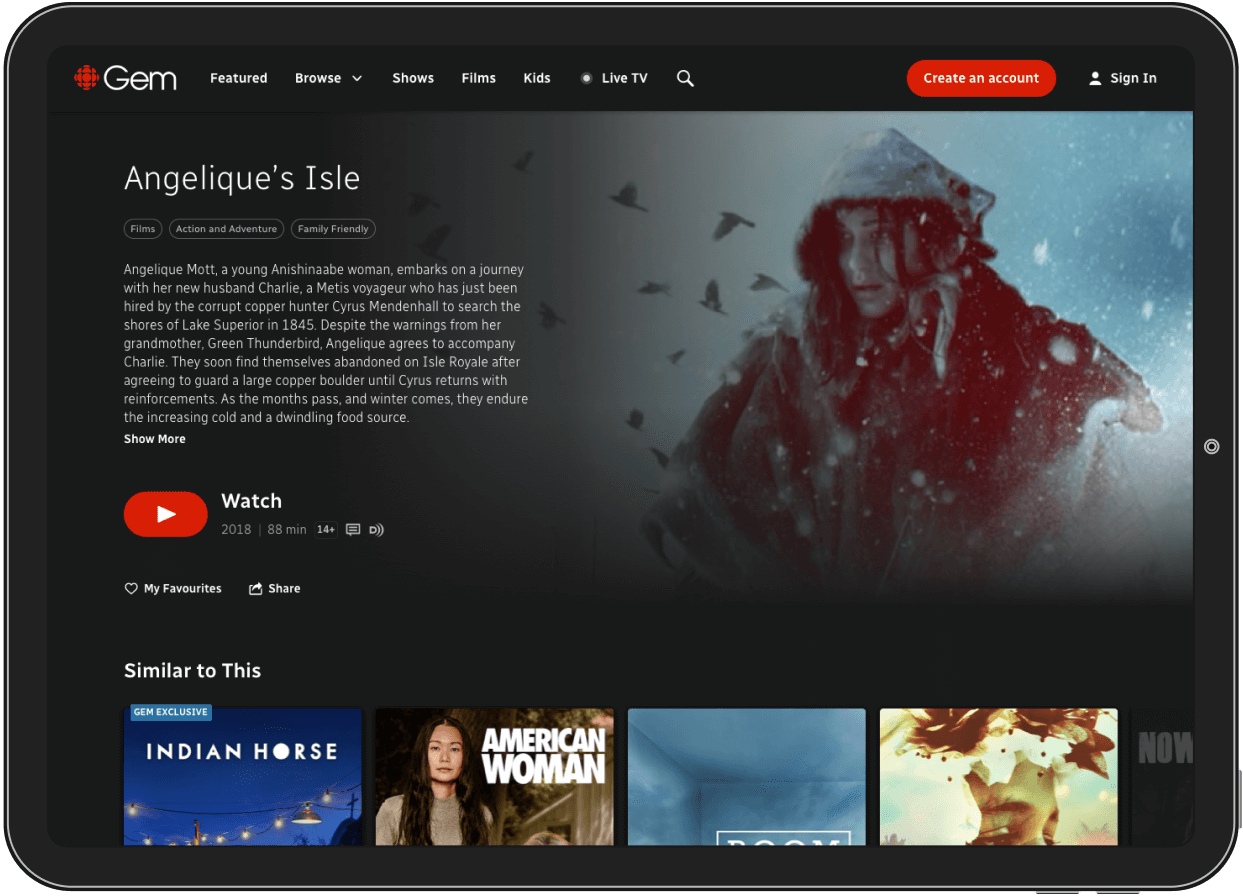 Gem
Featured
Browse
Shows
Films
Kids
Live TV
Create an account
Sign In
Angelique’s Isle
Films
Action and Adventure
Family Friendly
Angelique Mott, a young Anishinaabe woman, embarks on a journey
with her new husband Charlie, a Metis voyageur who has just been
hired by the corrupt copper hunter Cyrus Mendenhall to search the
shores of Lake Superior in 1845. Despite the warnings from her
grandmother, Green Thunderbird, Angelique agrees to accompany
Charlie. They soon find themselves abandoned on Isle Royale after
agreeing to guard a large copper boulder until Cyrus returns with
reinforcements. As the months pass, and winter comes, they endure
the increasing cold and a dwindling food source.
Show More
Watch
2018 | 88 min 14+ D))
My Favourites
Share
Similar to This
GEM EXCLUSIVE
INDIAN HORSE
AMERICAN
WOMAN
ROOM
NOW